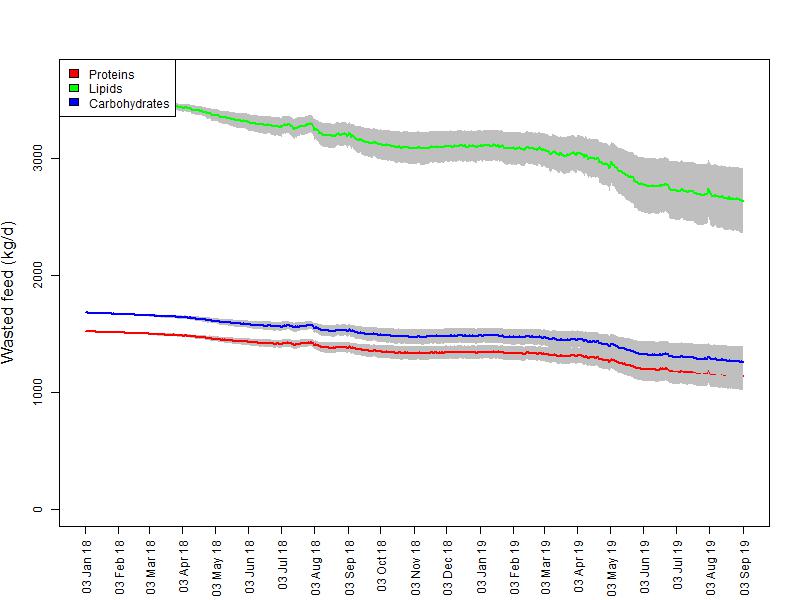 Proteins
Lipids
Carbohydrates
Wasted feed (kg/d)
3000
2000
1000
0
03 Jan 18
03 Feb 18
03 Mar 18
03 Apr 18
03 May 18
03 Jun 18
03 Jul 18
03 Aug 18
03 Sep 18
03 Oct 18
03 Nov 18
03 Dec 18
03 Jan 19
03 Feb 19
03 Mar 19
03 Apr 19
03 May 19
03 Jun 19
03 Jul 19
03 Aug 19
03 Sep 19